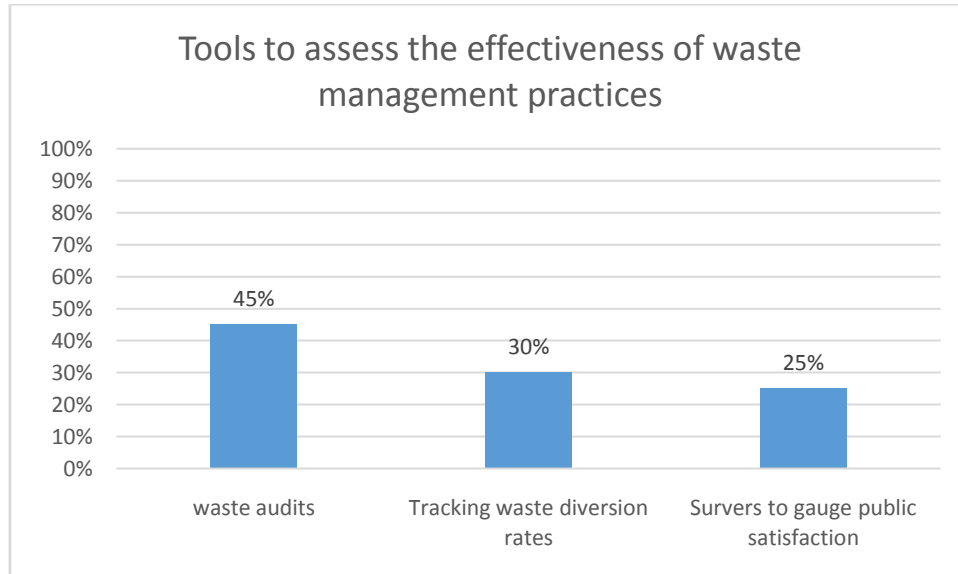 Tools to assess the effectiveness of waste
management practices
100%
90%
80%
70%
60%
50%
40%
30%
20%
10%
0%
45%
30%
25%
waste audits
Tracking waste diversion
rates
Survers to gauge public
satisfaction